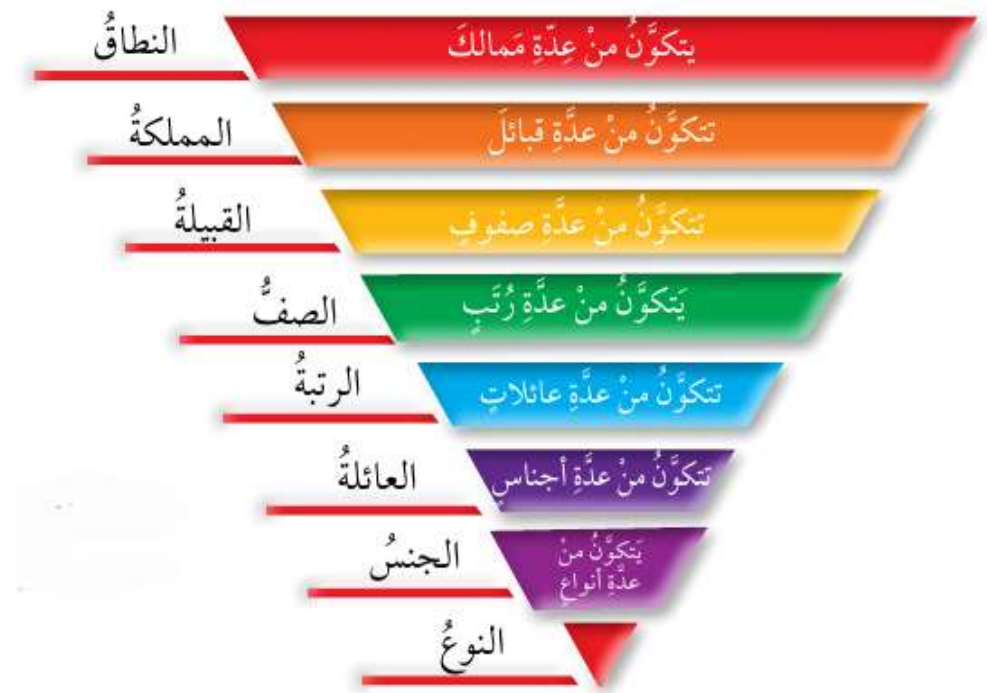 النطاقُ
يتكوَّنُ منْ عِدّةِ مَمالكَ
المملكةُ
تتكوَّنُ منْ عدَّةِ قبائلَ
القبيلةُ
تتكوَّنُ منْ عدَّةِ صفوفٍ
الصفُّ
يَتكوَّنُ منْ عدَّةِ رُتَبٍ
الرتبةُ
تتكوَّنُ منْ عدَّةِ عائلاتٍ
العائلةُ
تتكوَّنُ منْ عدَّةِ أجناسٍ
الجنسُ
يَتكوَّنُ منْ
عدَّةِ أنواعٍ
النوعُ